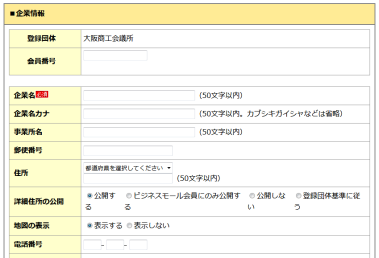 ■企業情報
登録団体 大阪商工会議所
会員番号
企業名必須 (50文字以内)
企業名カナ (50文字以内。カブシキガイシャなどは省略)
事業所名 (50文字以内)
郵便番号
住所 都道府県を選択してください
(50文字以内)
詳細住所の公開 公開する ビジネスモール会員にのみ公開する 公開しない 登録団体基準に従う
地図の表示 表示する 表示しない
電話番号 - -